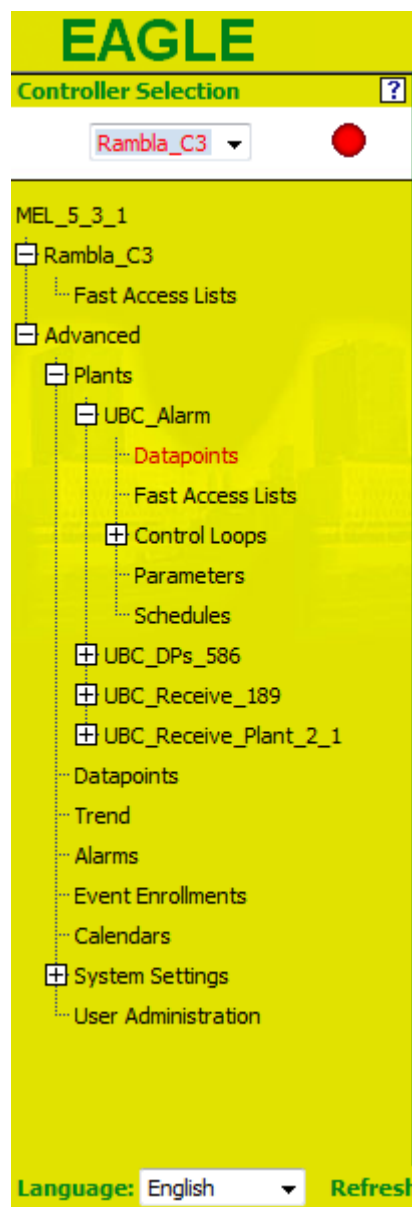 EAGLE
Controller Selection ?
Rambla_C3
MEL_5_3_1
Rambla_C3
Fast Access Lists
Advanced
Plants
UBC_Alarm
Datapoints
Fast Access Lists
Control Loops
Parameters
Schedules
UBC_DPs_586
UBC_Receive_189
UBC_Receive_Plant_2_1
Datapoints
Trend
Alarms
Event Enrollments
Calendars
System Settings
User Administration
Language: English Refresh